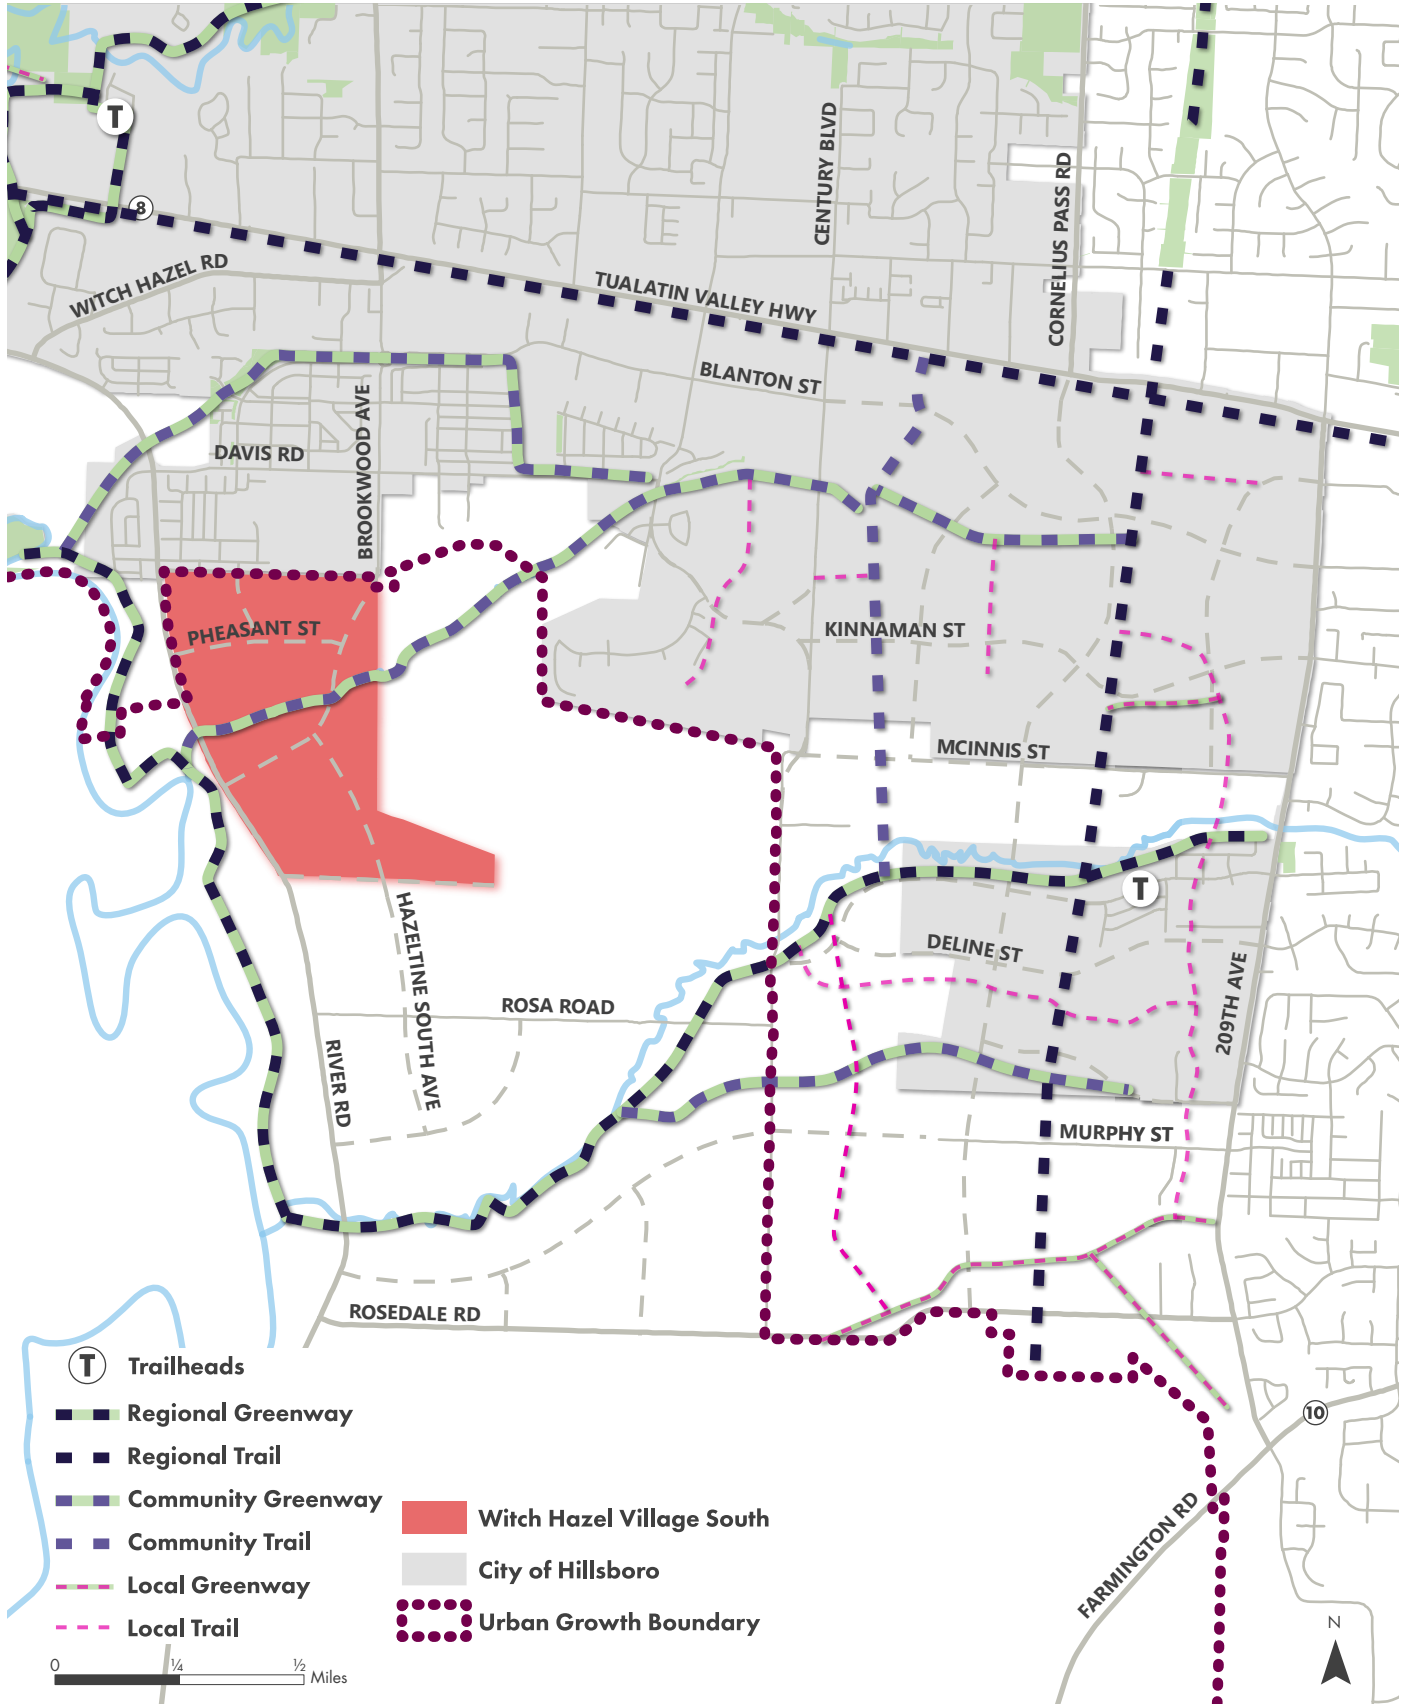 T
8
WITCH HAZEL RD
TUALATIN VALLEY HWY
CENTURY BLVD
CORNELIUS PASS RD
BLANTON ST
BROOKWOOD AVE
DAVIS RD
PHEASANT ST
KINNAMAN ST
MCINNIS ST
T
DELINE ST
HAZELTINE SOUTH AVE
209TH AVE
ROSA ROAD
RIVER RD
MURPHY ST
ROSEDALE RD
10
FARMINGTON RD
T Trailheads
Regional Greenway
Regional Trail
Community Greenway
Community Trail
Local Greenway
Local Trail
Witch Hazel Village South
City of Hillsboro
Urban Growth Boundary
0 ¼ ½ Miles
N